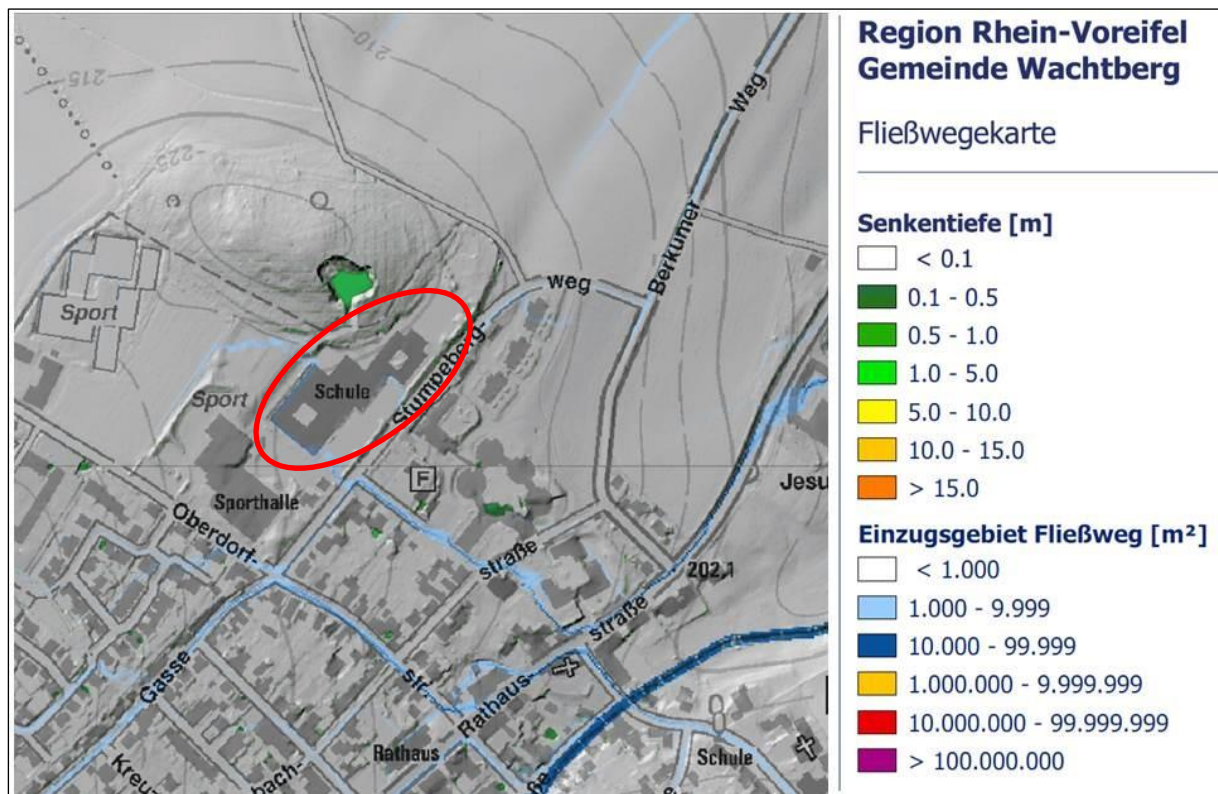 210
215
225
Weg
Berkumer
weg
Sport
Stumpeberg-
Schule
Sport
F
Jesu
Sporthalle
Oberdorf-
straße
202,1
straße
Gasse
str.
Rathaus-
Rathaus
Schule
Kreuz
bach-
ße
Region Rhein-Voreifel
Gemeinde Wachtberg
Fließwegekarte
Senkentiefe [m]
< 0.1
0.1 - 0.5
0.5 - 1.0
1.0 - 5.0
5.0 - 10.0
10.0 - 15.0
> 15.0
Einzugsgebiet Fließweg [m²]
< 1.000
1.000 - 9.999
10.000 - 99.999
1.000.000 - 9.999.999
10.000.000 - 99.999.999
> 100.000.000